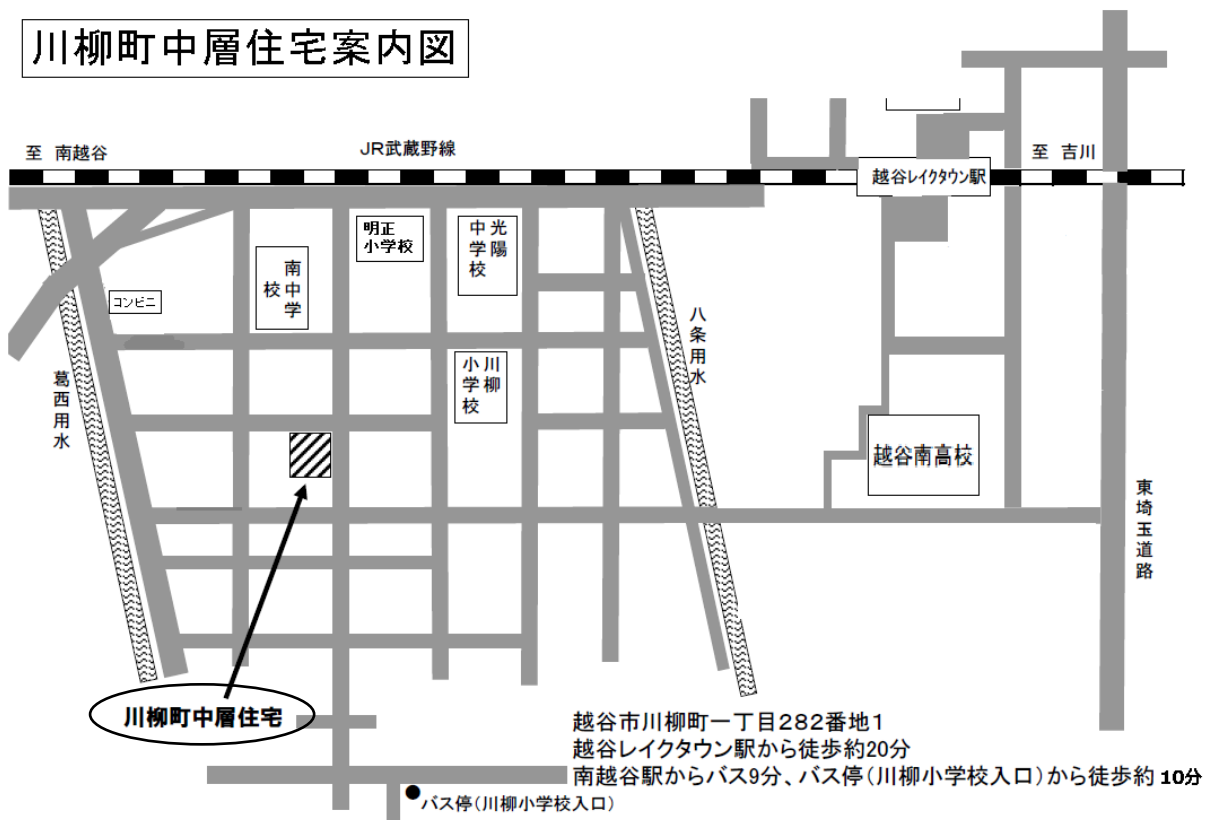 川柳町中層住宅案内図
至 南越谷
JR武蔵野線
至 吉川
越谷レイクタウン駅
明正
小学校
光陽
中学校
南中学
校
コンビニ
八条用水
川柳
小学校
葛西用水
越谷南高校
東埼玉道路
川柳町中層住宅
越谷市川柳町一丁目282番地1
越谷レイクタウン駅から徒歩約20分
南越谷駅からバス9分、バス停(川柳小学校入口)から徒歩約 10分
バス停(川柳小学校入口)